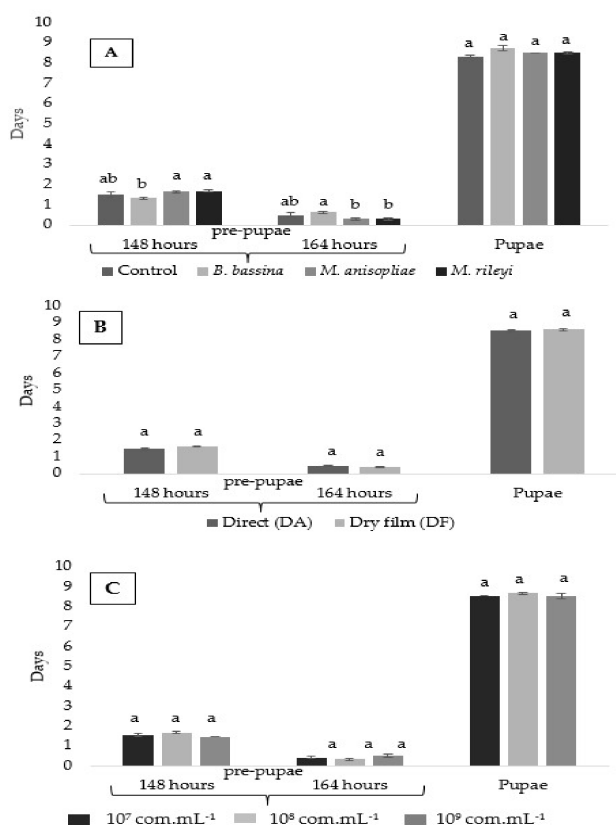 10
9
8
7
6
5
4
3
2
1
0
Days
A
a a a a
ab b a a
ab a b b
pre-pupae
148 hours 164 hours Pupae
Control B. bassina M. anisopliae M. rileyi
10
9
8
7
6
5
4
3
2
1
0
Days
B
a a
a a
a a
pre-pupae
148 hours 164 hours Pupae
Direct (DA) Dry film (DF)
10
9
8
7
6
5
4
3
2
1
0
Days
C
a a a
a a a
a a a
pre-pupae
148 hours 164 hours Pupae
10⁷ com.mL⁻¹ 10⁸ com.mL⁻¹ 10⁹ com.mL⁻¹